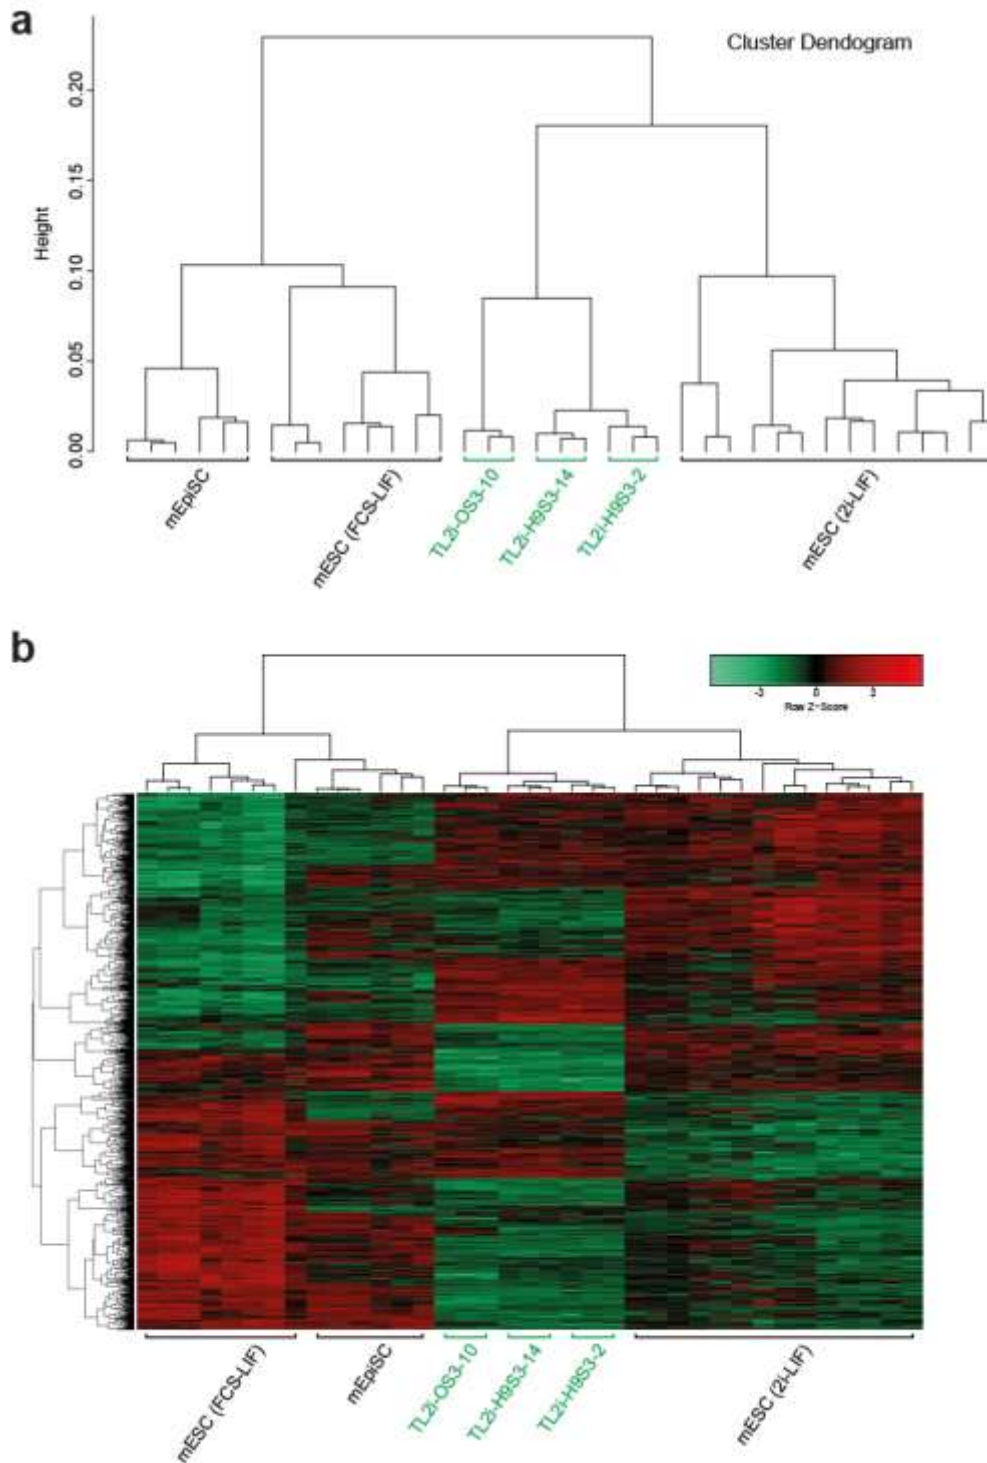 a
Cluster Dendogram
Height
0.20
0.15
0.10
0.05
0.00
mEpiSC
mESC (FCS-LIF)
TL2i-OS3-10
TL2i-H9S3-14
TL2i-H9S3-2
mESC (2i-LIF)
b
0
Row Z-Score
mESC (FCS-LIF)
mEpiSC
TL2i-OS3-10
TL2i-H9S3-14
TL2i-H9S3-2
mESC (2i-LIF)